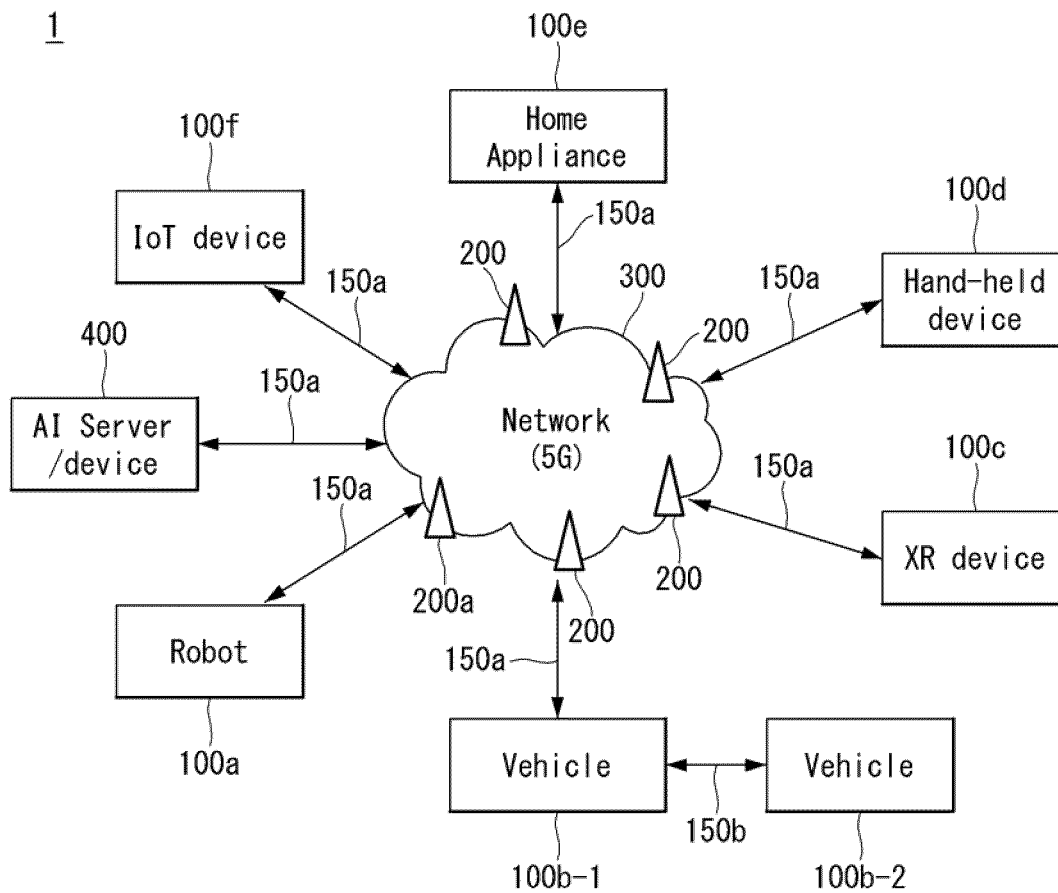 1
100e
Home
Appliance
100f
IoT device
150a
100d
Hand-held
device
200
300
150a
150a
200
400
AI Server
/device
150a
Network
(5G)
100c
XR device
150a
150a
200a
200
200
Robot
100a
150a
Vehicle
Vehicle
150b
100b-1
100b-2